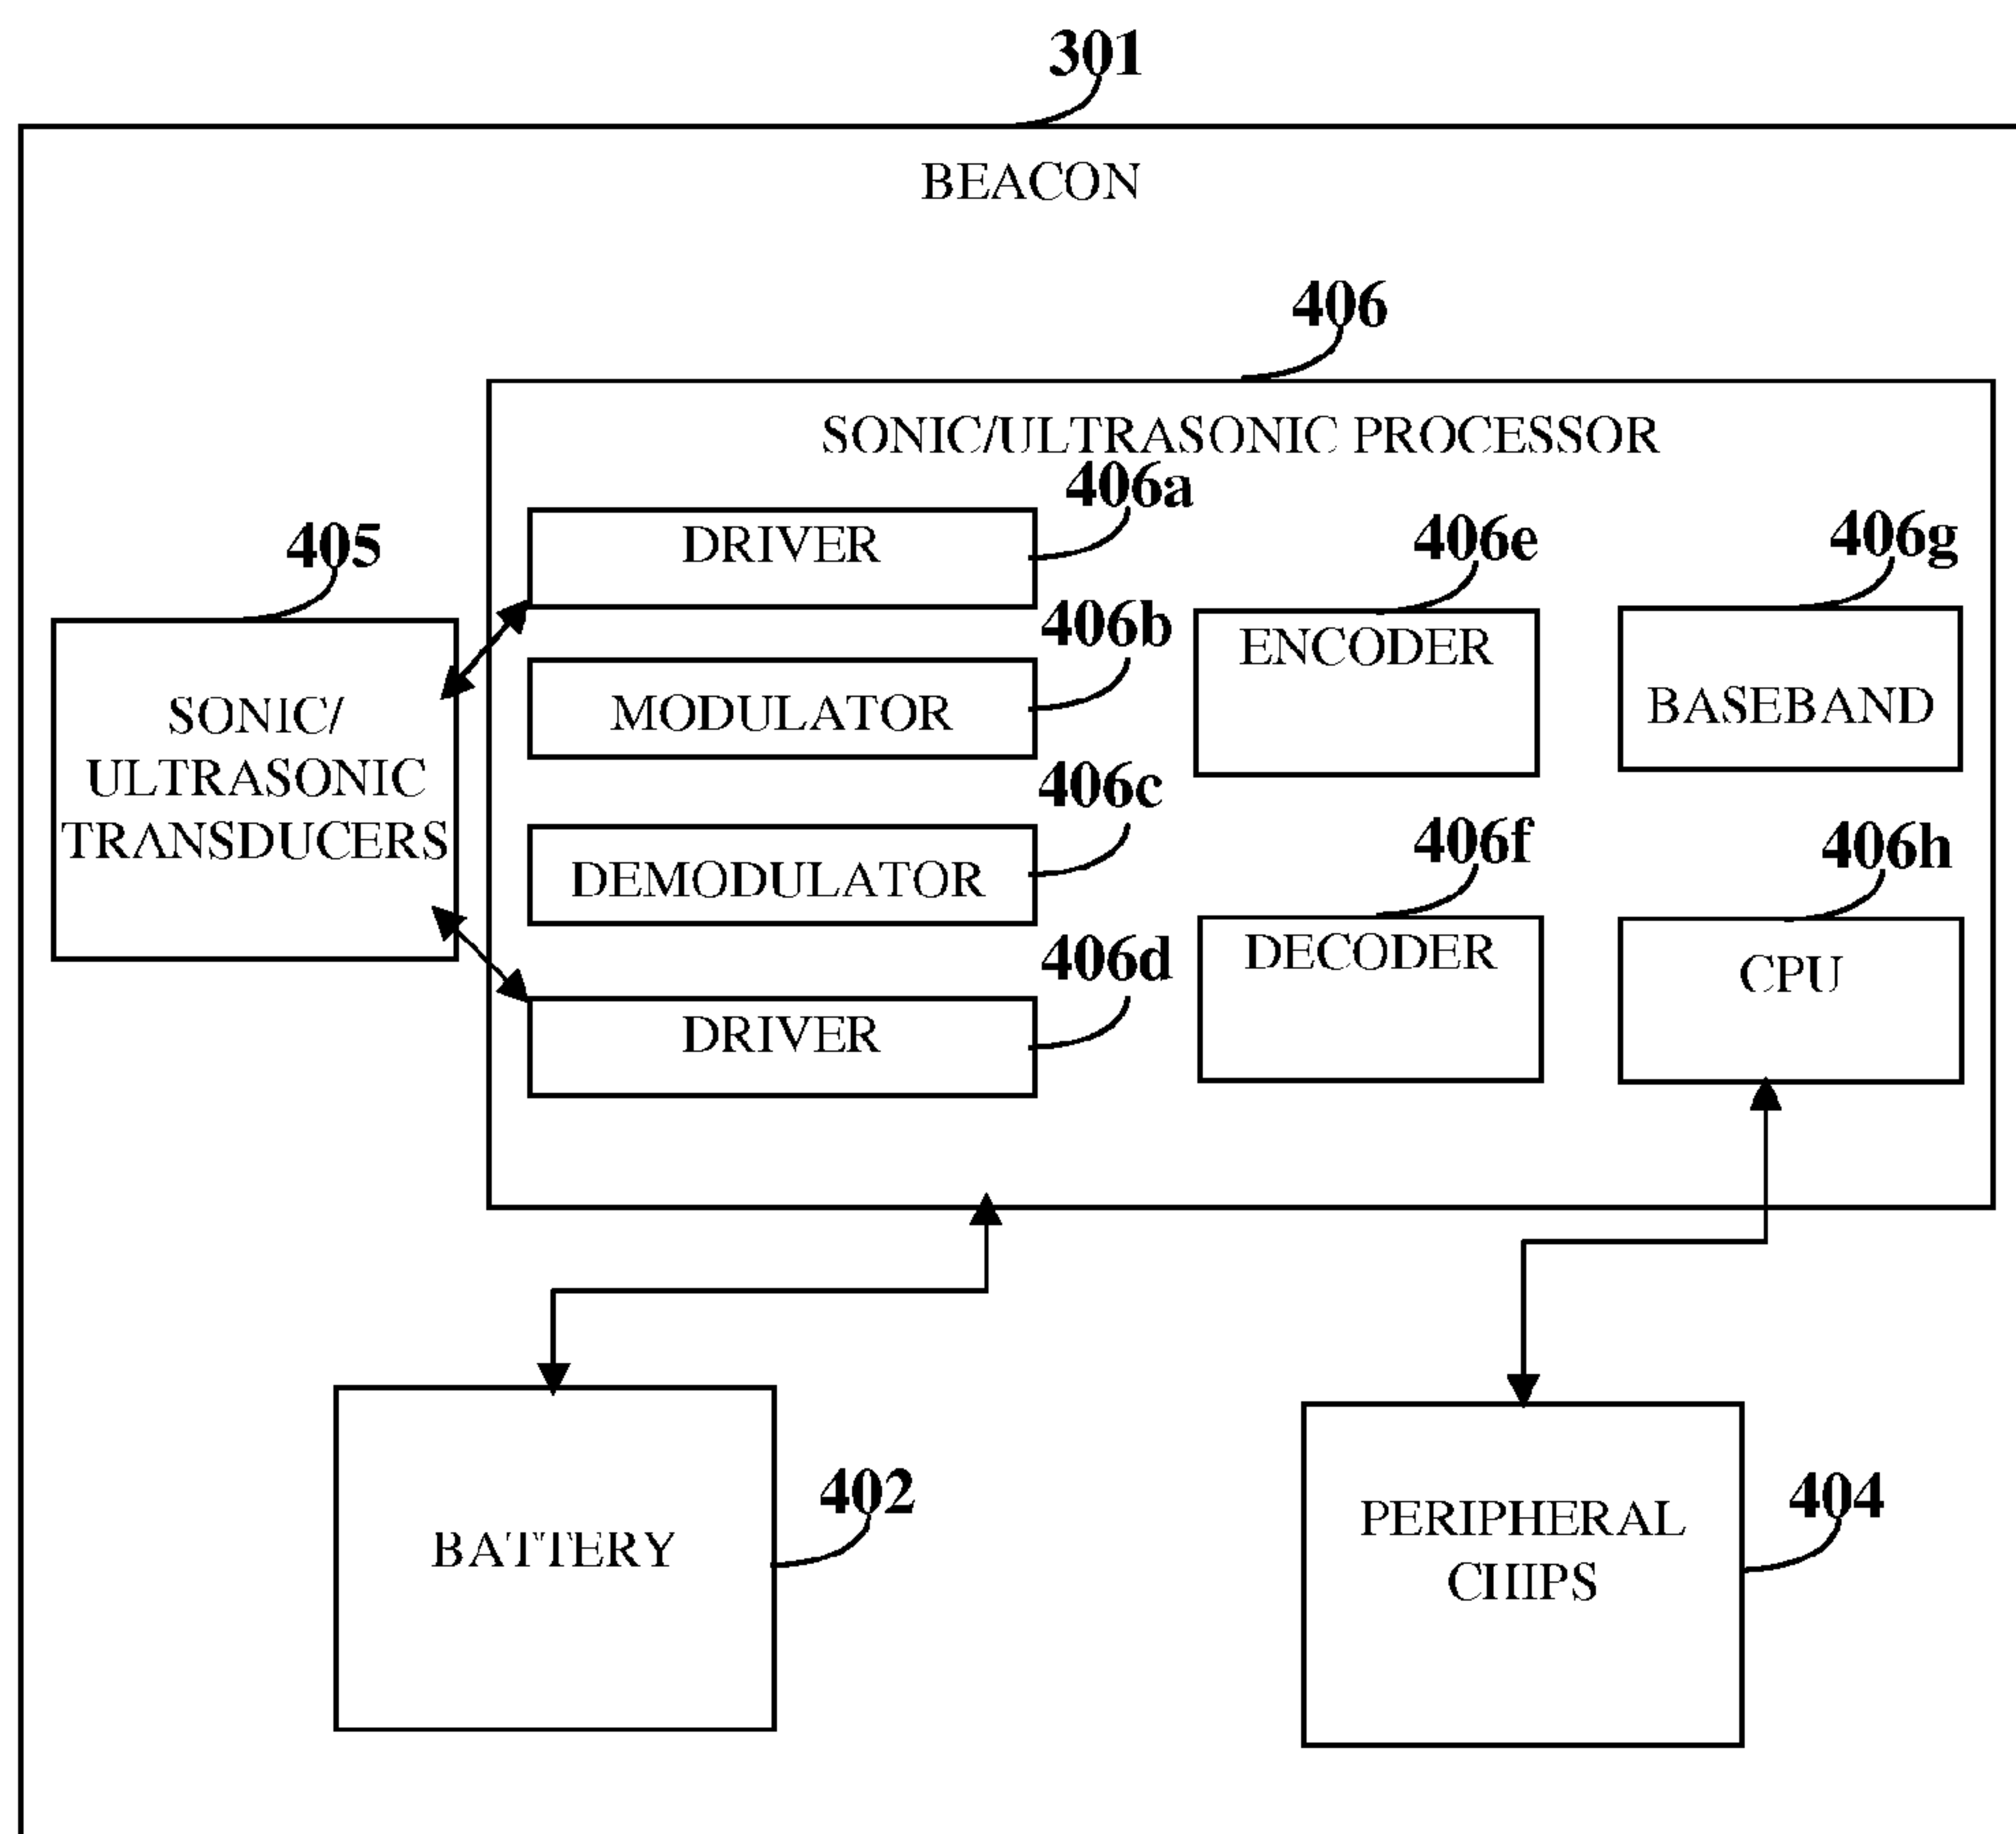 301
BEACON
406
SONIC/ULTRASONIC PROCESSOR
406a
DRIVER
406e
406g
405
406b
ENCODER
BASEBAND
MODULATOR
SONIC/
ULTRASONIC
TRANSDUCERS
406c
DEMODULATOR
406f
406h
406d
DECODER
CPU
DRIVER
402
BATTERY
404
PERIPHERAL
CHIPS